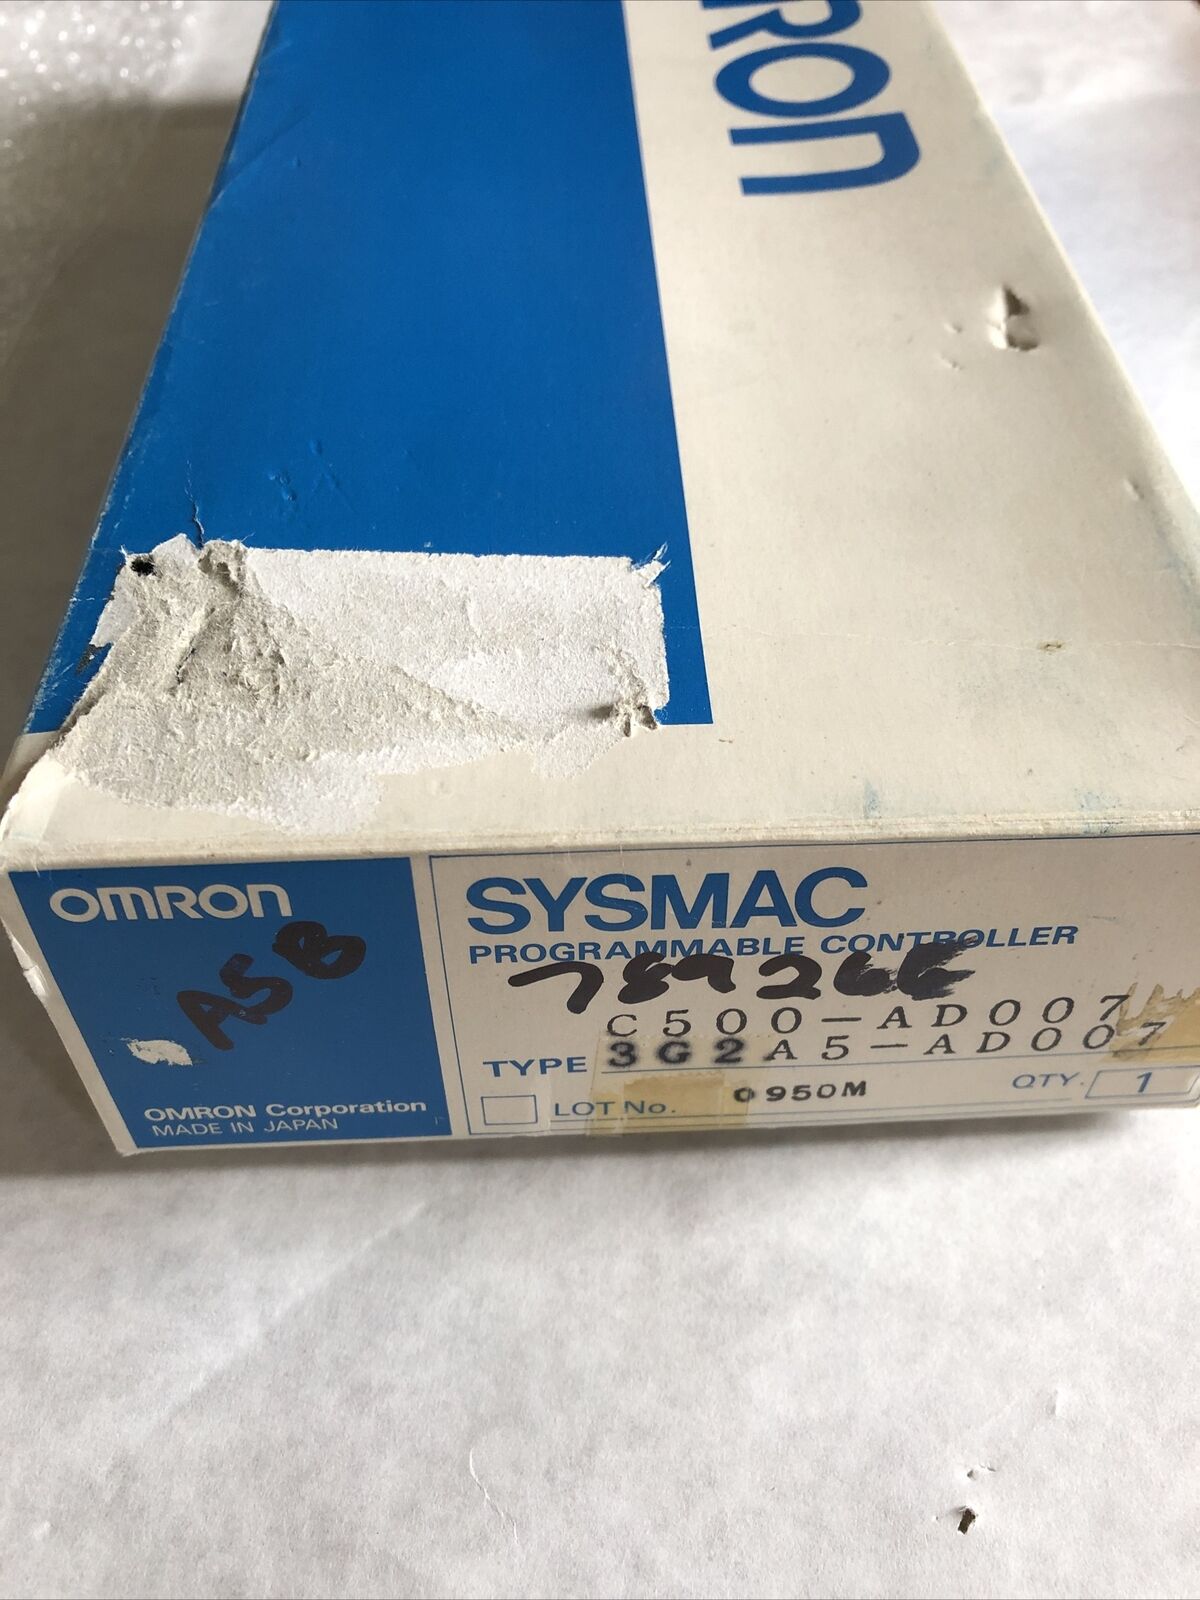 RON
OMRON
ASB
OMRON Corporation
MADE IN JAPAN
SYSMAC
PROGRAMMABLE CONTROLLER
C500-AD007
TYPE 3G2A5-AD007
LOT No. 0950M
QTY. 1